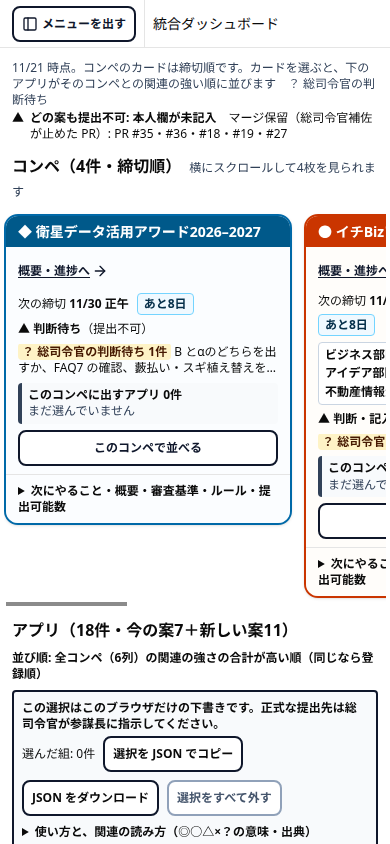 メニューを出す
統合ダッシュボード
11/21 時点。コンペのカードは締切順です。カードを選ぶと、下の
アプリがそのコンペとの関連の強い順に並びます　? 総司令官の判
断待ち
▲ どの案も提出不可: 本人欄が未記入　マージ保留（総司令官補佐
が止めた PR）: PR #35・#36・#18・#19・#27
コンペ（4件・締切順）　横にスクロールして4枚を見られま
す
◆ 衛星データ活用アワード2026–2027
概要・進捗へ →
次の締切 11/30 正午　あと8日
▲ 判断待ち（提出不可）
? 総司令官の判断待ち 1件 B とαのどちらを出
すか、FAQ7 の確認、藪払い・スギ植え替えを…
このコンペに出すアプリ 0件
まだ選んでいません
このコンペで並べる
▶ 次にやること・概要・審査基準・ルール・提
出可能数
● イチBiz
概要・進捗へ
次の締切 11/
あと8日
ビジネス部
アイデア部
不動産情報
▲ 判断・記入
? 総司令官
このコンペ
まだ選んで
▶ 次にやるこ
出可能数
アプリ（18件・今の案7＋新しい案11）
並び順: 全コンペ（6列）の関連の強さの合計が高い順（同じなら登
録順）
この選択はこのブラウザだけの下書きです。正式な提出先は総
司令官が参謀長に指示してください。
選んだ組: 0件　選択を JSON でコピー
JSON をダウンロード　選択をすべて外す
▶ 使い方と、関連の読み方（◎○△×？の意味・出典）